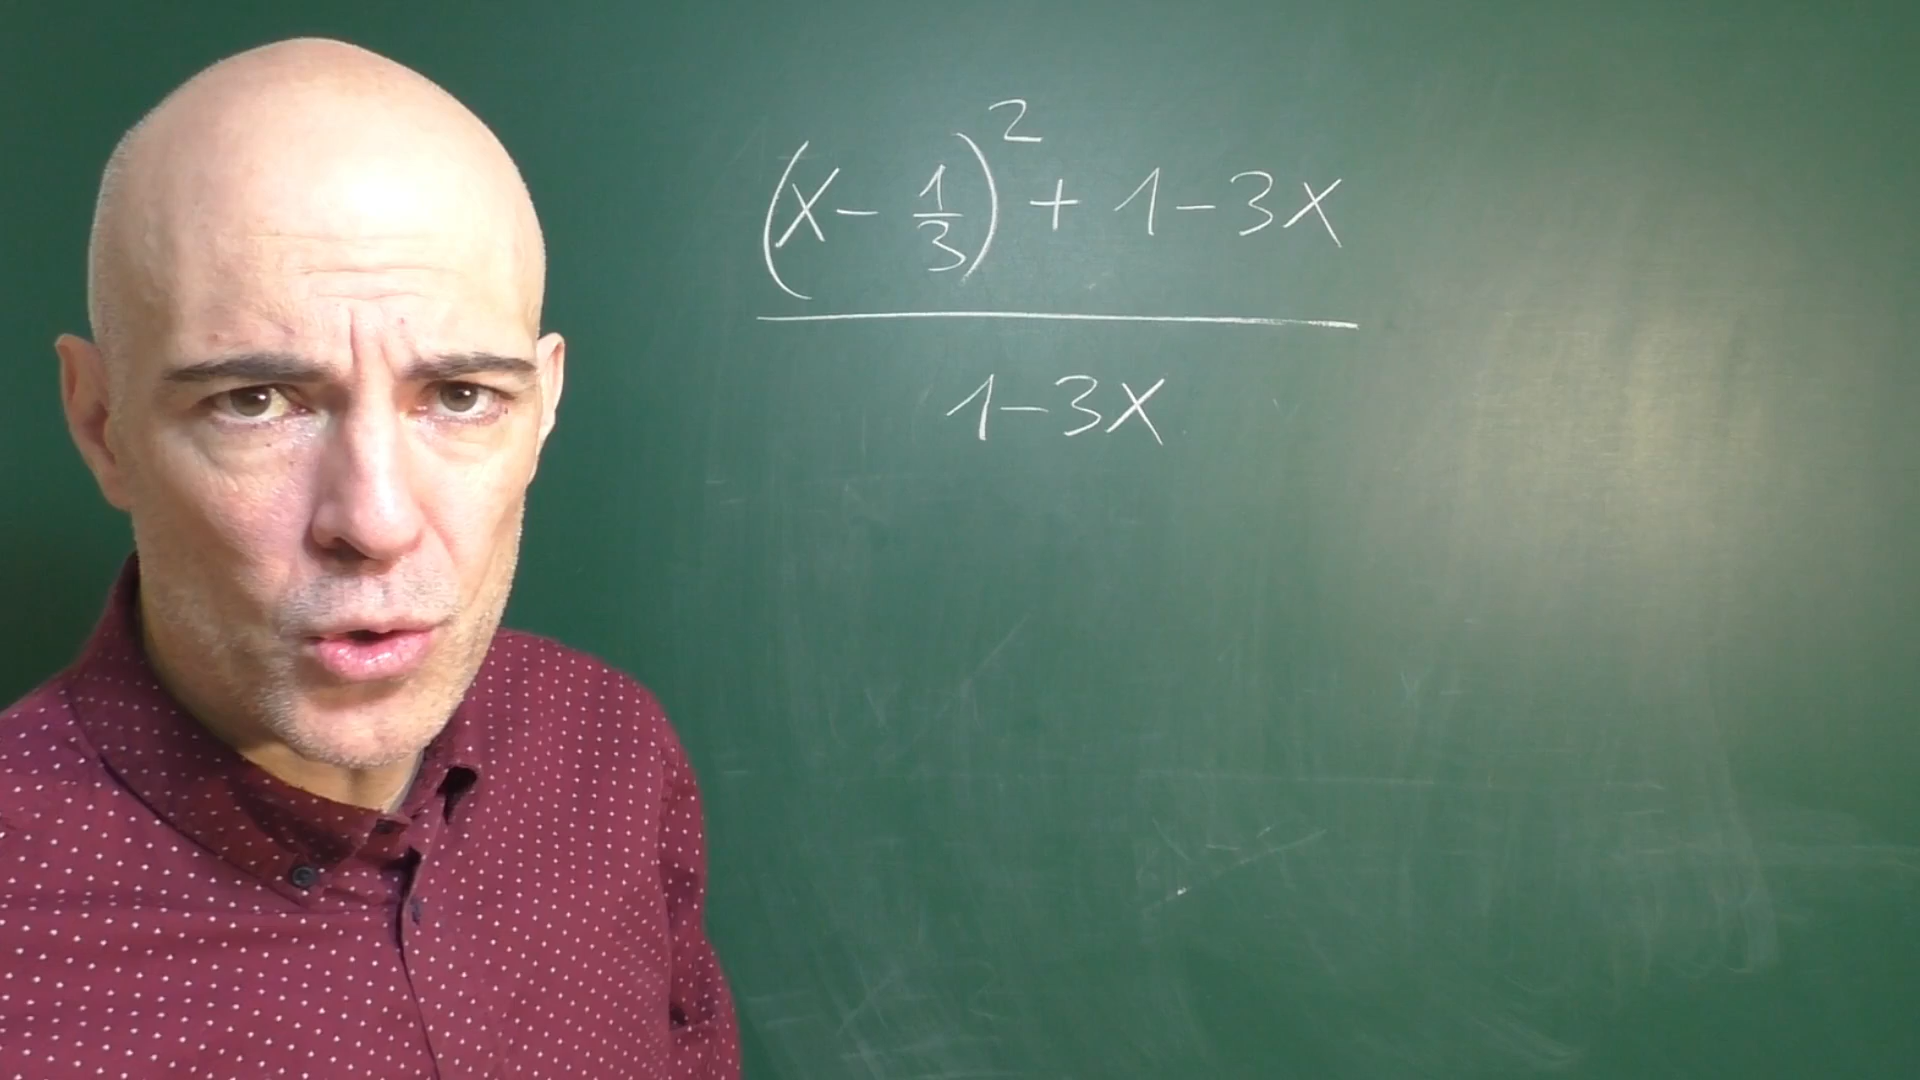 (x - 1/3)² + 1 - 3x
1 - 3x